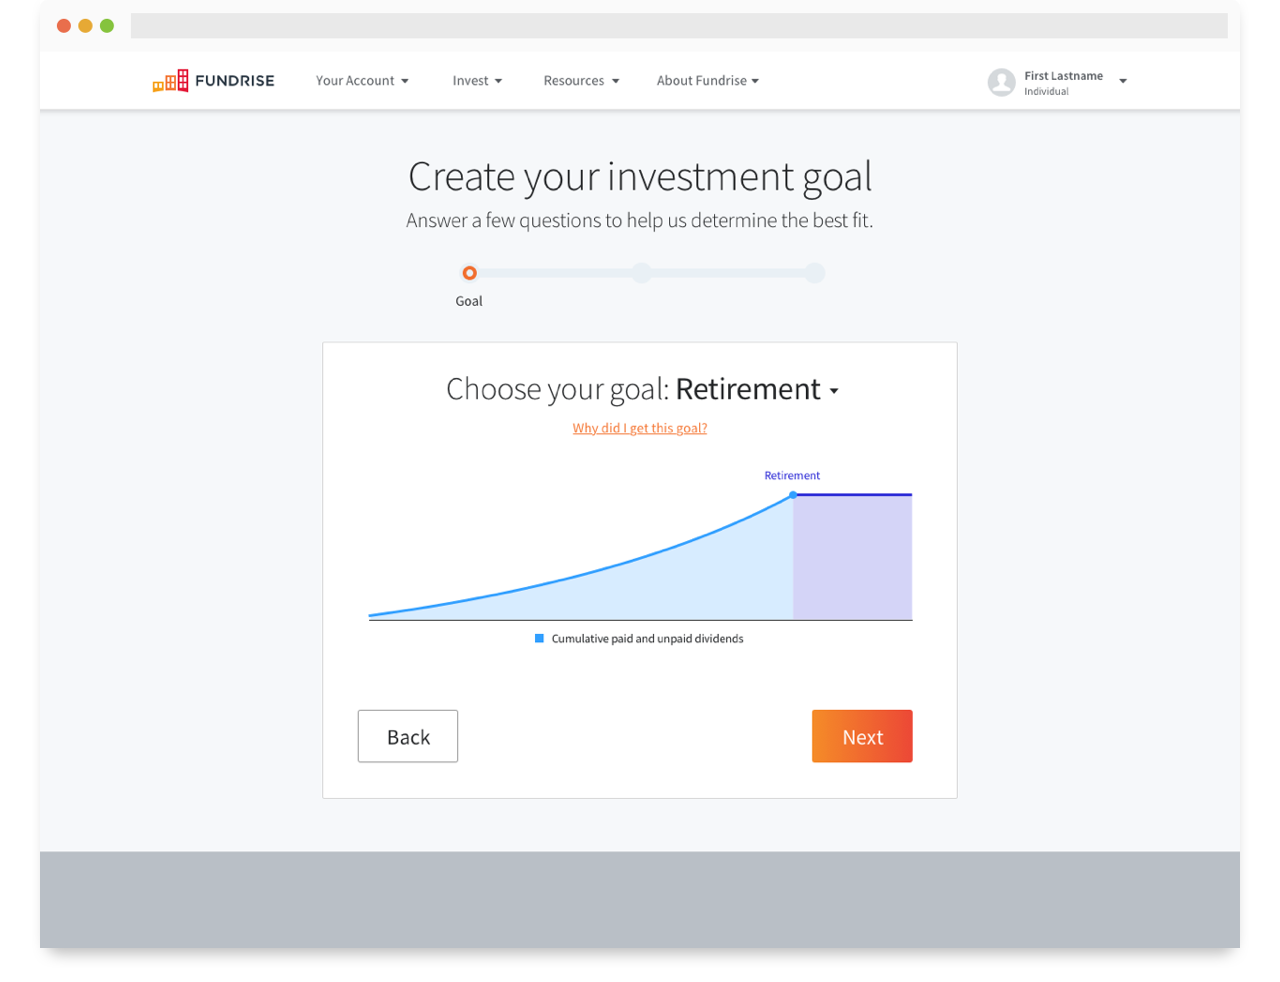 FUNDRISE
Your Account
Invest
Resources
About Fundrise
First Lastname
Individual
Create your investment goal
Answer a few questions to help us determine the best fit.
Goal
Choose your goal: Retirement
Why did I get this goal?
Retirement
Cumulative paid and unpaid dividends
Back
Next